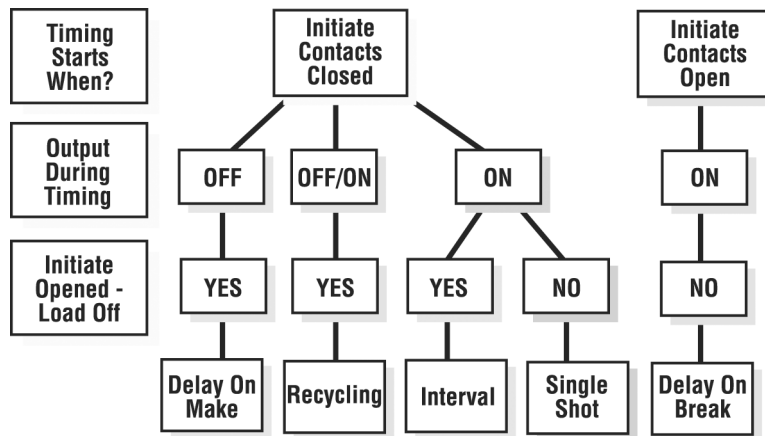 Timing
Starts
When?
Initiate
Contacts
Closed
Initiate
Contacts
Open
Output
During
Timing
OFF
OFF/ON
ON
ON
Initiate
Opened -
Load Off
YES
YES
YES
NO
NO
Delay On
Make
Recycling
Interval
Single
Shot
Delay On
Break